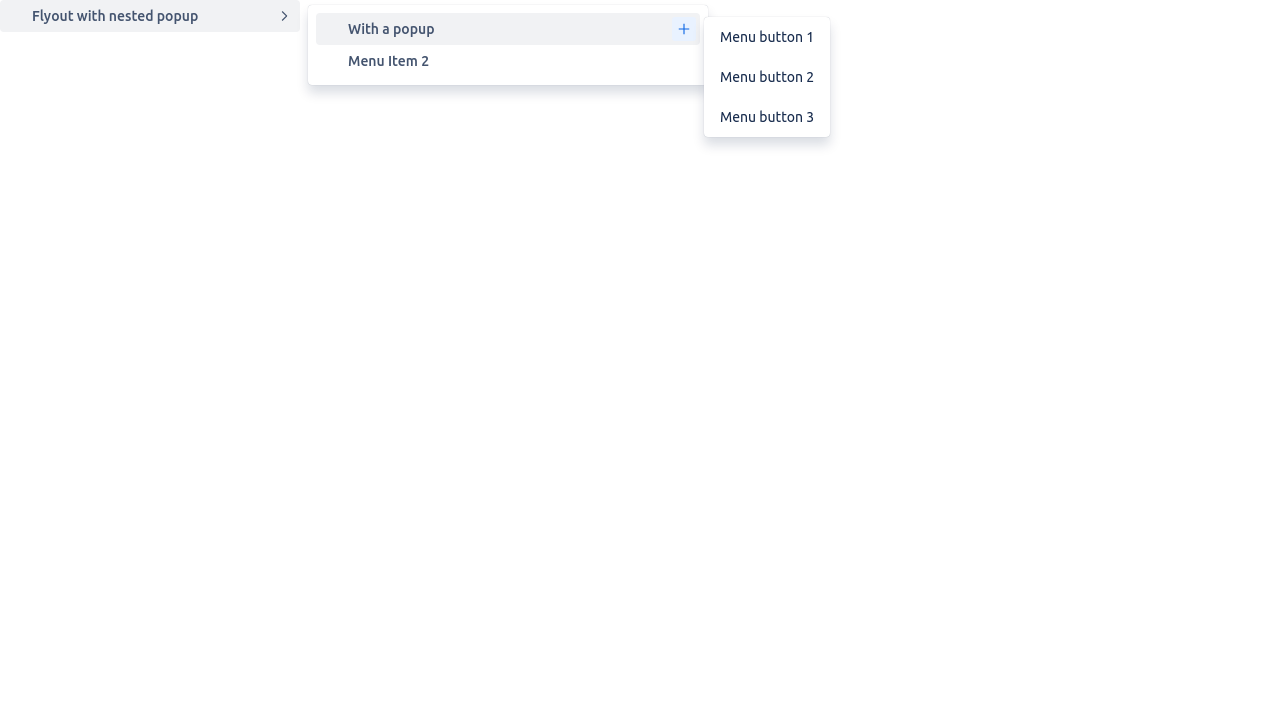 Flyout with nested popup
With a popup
Menu Item 2
Menu button 1
Menu button 2
Menu button 3